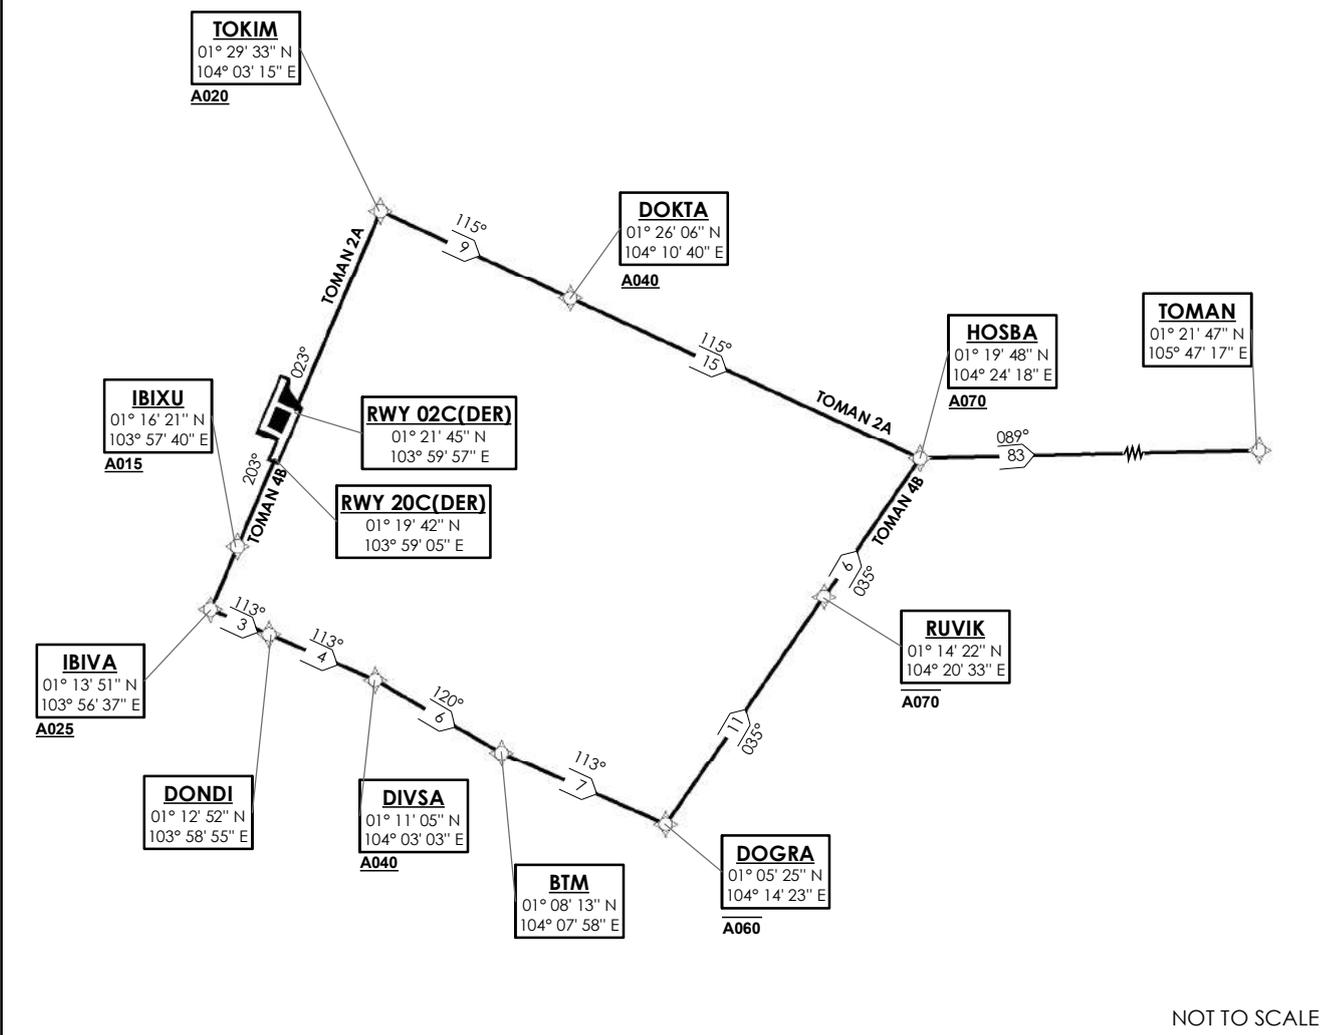 TOKIM
01° 29' 33" N
104° 03' 15" E
A020
115°
9
DOKTA
01° 26' 06" N
104° 10' 40" E
A040
TOMAN 2A
115°
15
TOMAN 2A
HOSBA
01° 19' 48" N
104° 24' 18" E
A070
TOMAN
01° 21' 47" N
105° 47' 17" E
089°
83
023°
IBIXU
01° 16' 21" N
103° 57' 40" E
A015
RWY 02C(DER)
01° 21' 45" N
103° 59' 57" E
203°
TOMAN 4B
RWY 20C(DER)
01° 19' 42" N
103° 59' 05" E
TOMAN 4B
6
035°
RUVIK
01° 14' 22" N
104° 20' 33" E
A070
113°
3
113°
4
IBIVA
01° 13' 51" N
103° 56' 37" E
A025
120°
6
11
035°
113°
7
DONDI
01° 12' 52" N
103° 58' 55" E
DIVSA
01° 11' 05" N
104° 03' 03" E
A040
BTM
01° 08' 13" N
104° 07' 58" E
DOGRA
01° 05' 25" N
104° 14' 23" E
A060
NOT TO SCALE